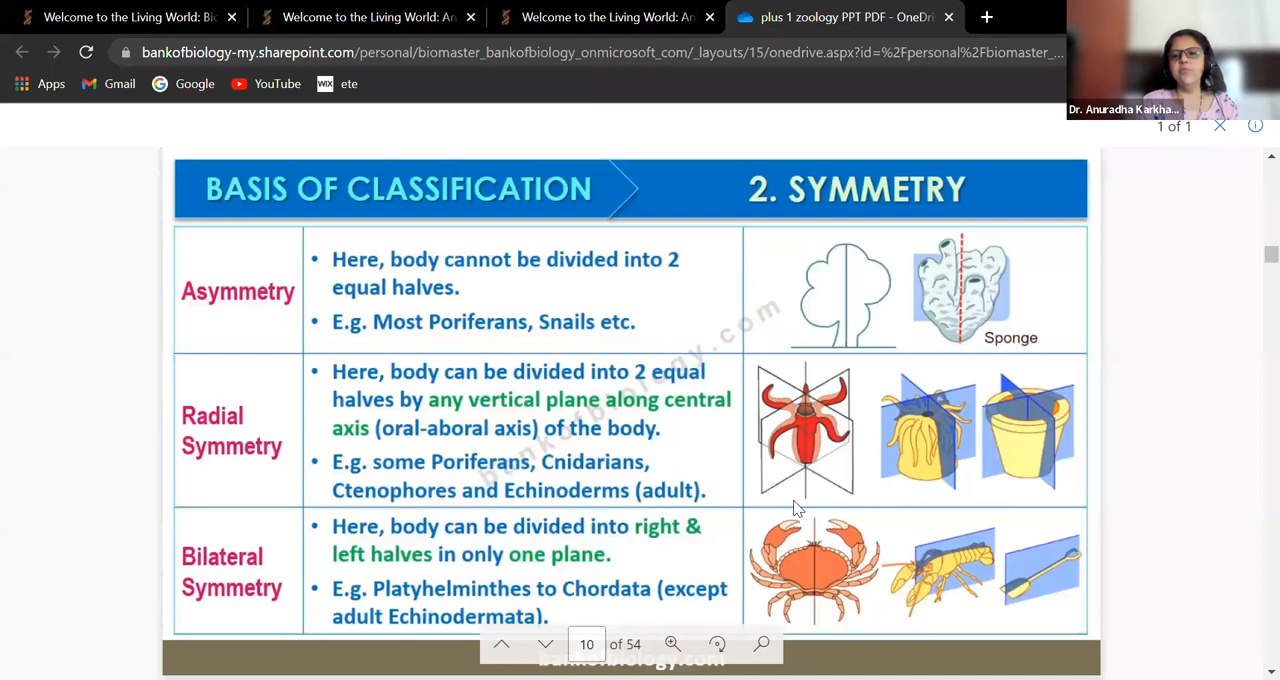 Welcome to the Living World: Bio
Welcome to the Living World: An
Welcome to the Living World: An
plus 1 zoology PPT PDF - OneDri
bankofbiology-my.sharepoint.com/personal/biomaster_bankofbiology_onmicrosoft_com/_layouts/15/onedrive.aspx?id=%2Fpersonal%2Fbiomaster_...
Apps
Gmail
Google
YouTube
WIX
ete
Dr. Anuradha Karkha...
1 of 1
BASIS OF CLASSIFICATION
2. SYMMETRY
Asymmetry
• Here, body cannot be divided into 2
equal halves.
• E.g. Most Poriferans, Snails etc.
Sponge
Radial
Symmetry
• Here, body can be divided into 2 equal
halves by any vertical plane along central
axis (oral-aboral axis) of the body.
• E.g. some Poriferans, Cnidarians,
Ctenophores and Echinoderms (adult).
Bilateral
Symmetry
• Here, body can be divided into right &
left halves in only one plane.
• E.g. Platyhelminthes to Chordata (except
adult Echinodermata).
bankofbiology.com
10 of 54
bankofbiology.com